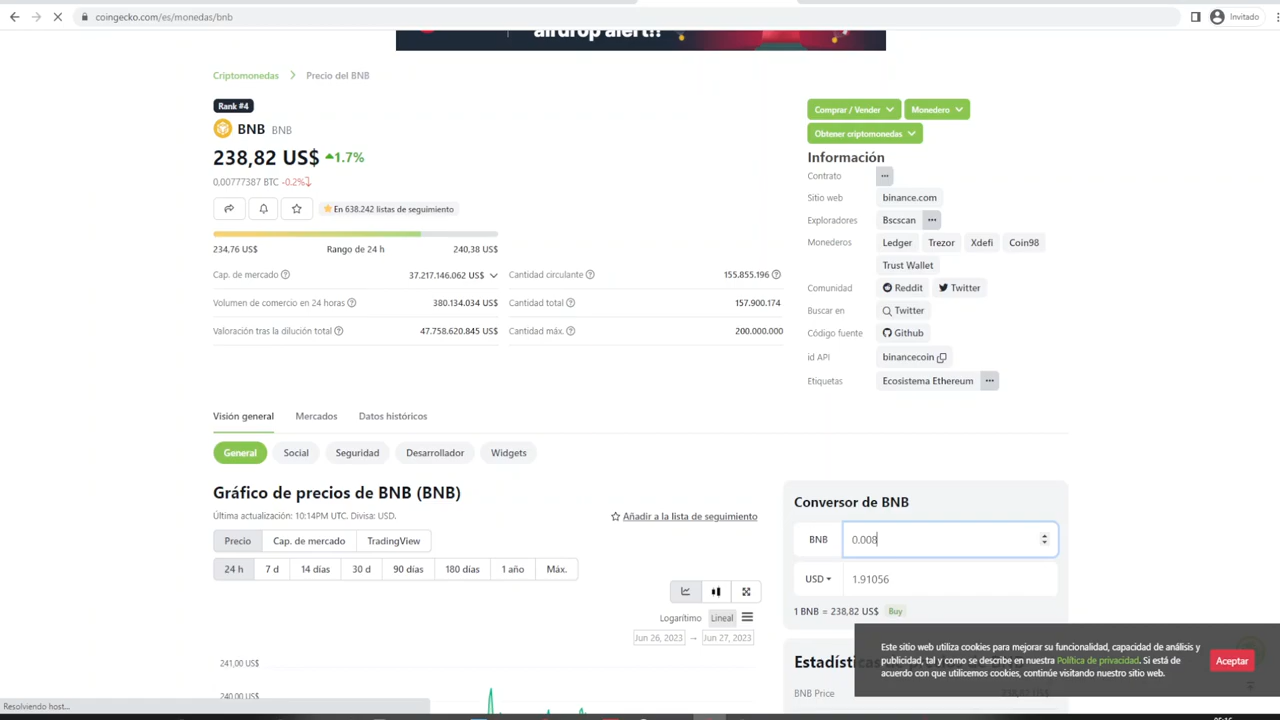 coingecko.com/es/monedas/bnb
Invitado
airdrop alert!!
Criptomonedas > Precio del BNB
Rank #4
BNB BNB
238,82 US$ 1.7%
0,00777387 BTC -0.2%
En 638.242 listas de seguimiento
234,76 US$ Rango de 24 h 240,38 US$
Cap. de mercado 37.217.146.062 US$
Volumen de comercio en 24 horas 380.134.034 US$
Valoración tras la dilución total 47.758.620.845 US$
Cantidad circulante 155.855.196
Cantidad total 157.900.174
Cantidad máx. 200.000.000
Comprar / Vender Monedero
Obtener criptomonedas
Información
Contrato ...
Sitio web binance.com
Exploradores Bscscan ...
Monederos Ledger Trezor Xdefi Coin98
Trust Wallet
Comunidad Reddit Twitter
Buscar en Twitter
Código fuente Github
id API binancecoin
Etiquetas Ecosistema Ethereum ...
Visión general Mercados Datos históricos
General Social Seguridad Desarrollador Widgets
Gráfico de precios de BNB (BNB)
Última actualización: 10:14PM UTC. Divisa: USD.
Añadir a la lista de seguimiento
Precio Cap. de mercado TradingView
24 h 7 d 14 días 30 d 90 días 180 días 1 año Máx.
Logarítmo Lineal
Jun 26, 2023 → Jun 27, 2023
241,00 US$
240,00 US$
Conversor de BNB
BNB 0.008
USD 1.91056
1 BNB = 238,82 US$ Buy
BNB Price
Este sitio web utiliza cookies para mejorar su funcionalidad, capacidad de análisis y
publicidad, tal y como se describe en nuestra Política de privacidad. Si está de
acuerdo con que utilicemos cookies, continúe visitando nuestro sitio web.
Aceptar
Resolviendo host...